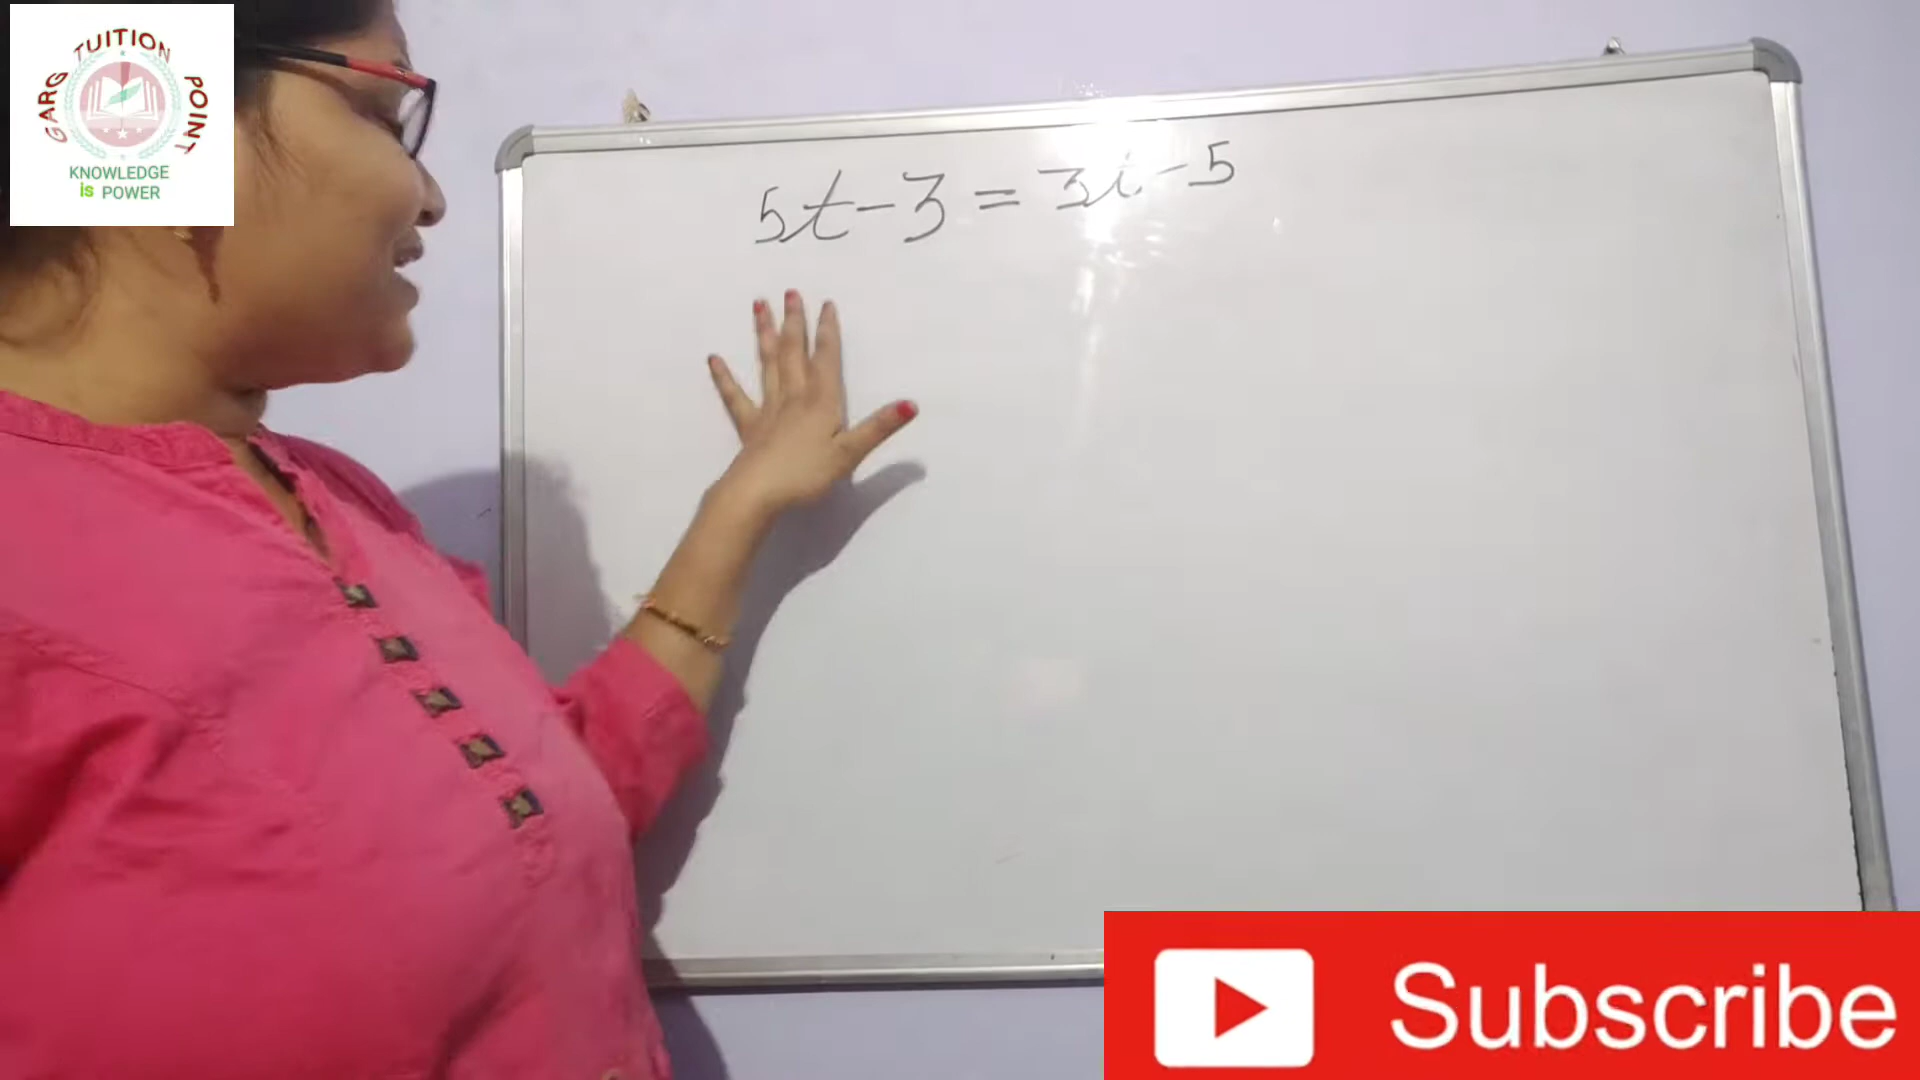 GARG TUITION POINT
KNOWLEDGE
is POWER
5t-3=3t-5
Subscribe